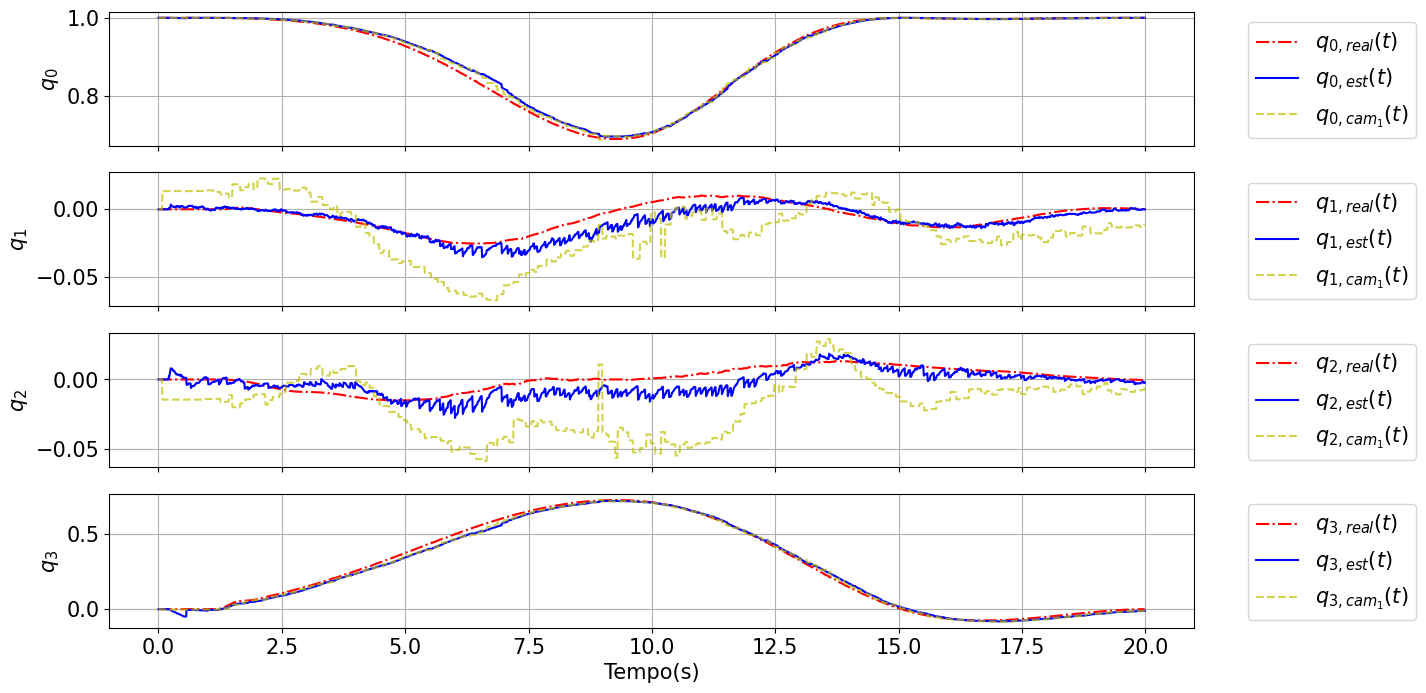 1.0
0.8
q₀
q₀,real(t)
q₀,est(t)
q₀,cam₁(t)
0.00
−0.05
q₁
q₁,real(t)
q₁,est(t)
q₁,cam₁(t)
0.00
−0.05
q₂
q₂,real(t)
q₂,est(t)
q₂,cam₁(t)
0.5
0.0
q₃
q₃,real(t)
q₃,est(t)
q₃,cam₁(t)
0.0 2.5 5.0 7.5 10.0 12.5 15.0 17.5 20.0
Tempo(s)